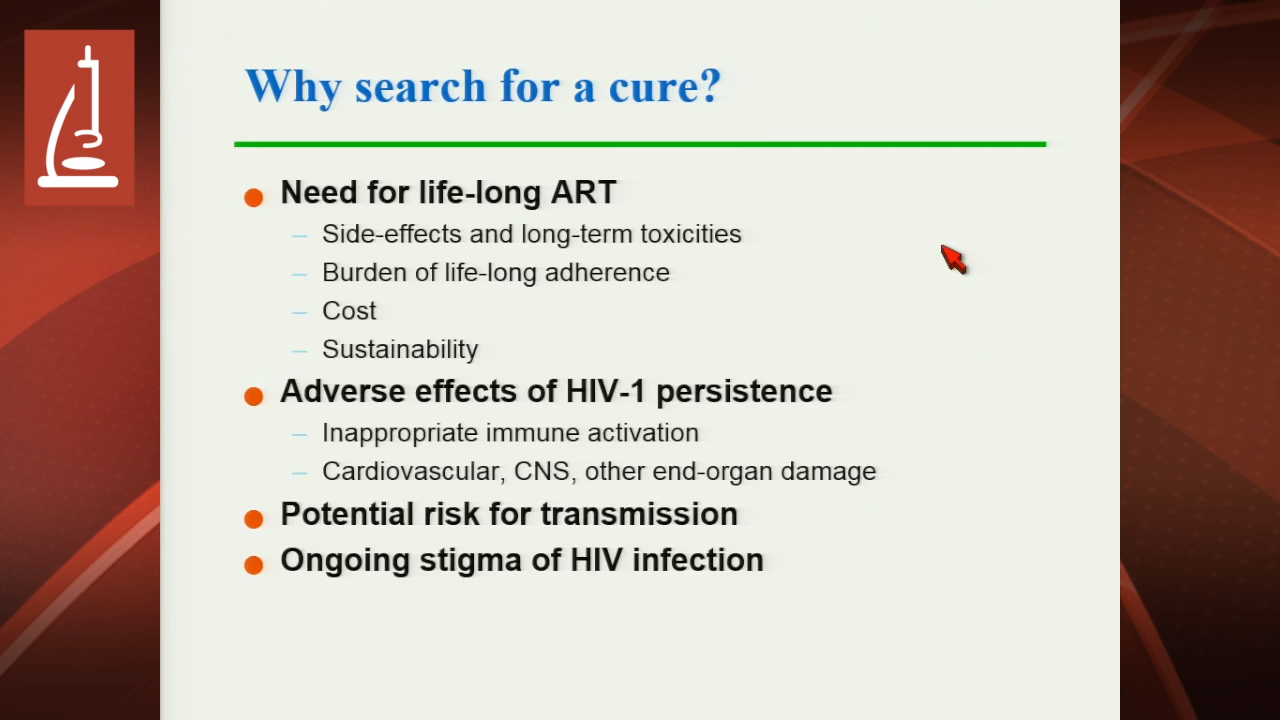 Why search for a cure?
Need for life-long ART
– Side-effects and long-term toxicities
– Burden of life-long adherence
– Cost
– Sustainability
Adverse effects of HIV-1 persistence
– Inappropriate immune activation
– Cardiovascular, CNS, other end-organ damage
Potential risk for transmission
Ongoing stigma of HIV infection